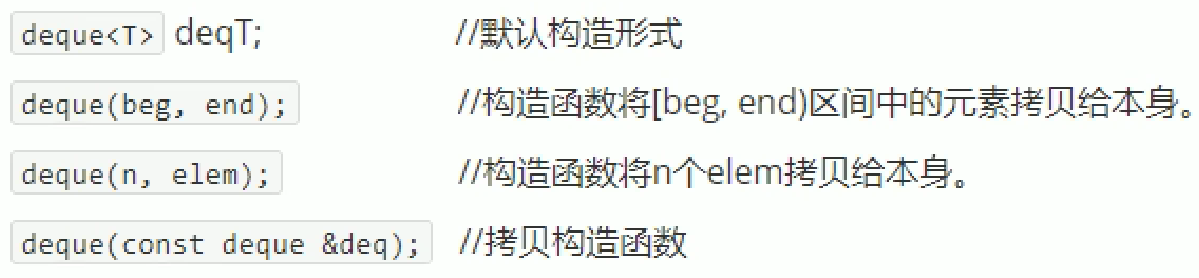 deque<T> deqT; //默认构造形式
deque(beg, end); //构造函数将[beg, end)区间中的元素拷贝给本身。
deque(n, elem); //构造函数将n个elem拷贝给本身。
deque(const deque &deq); //拷贝构造函数